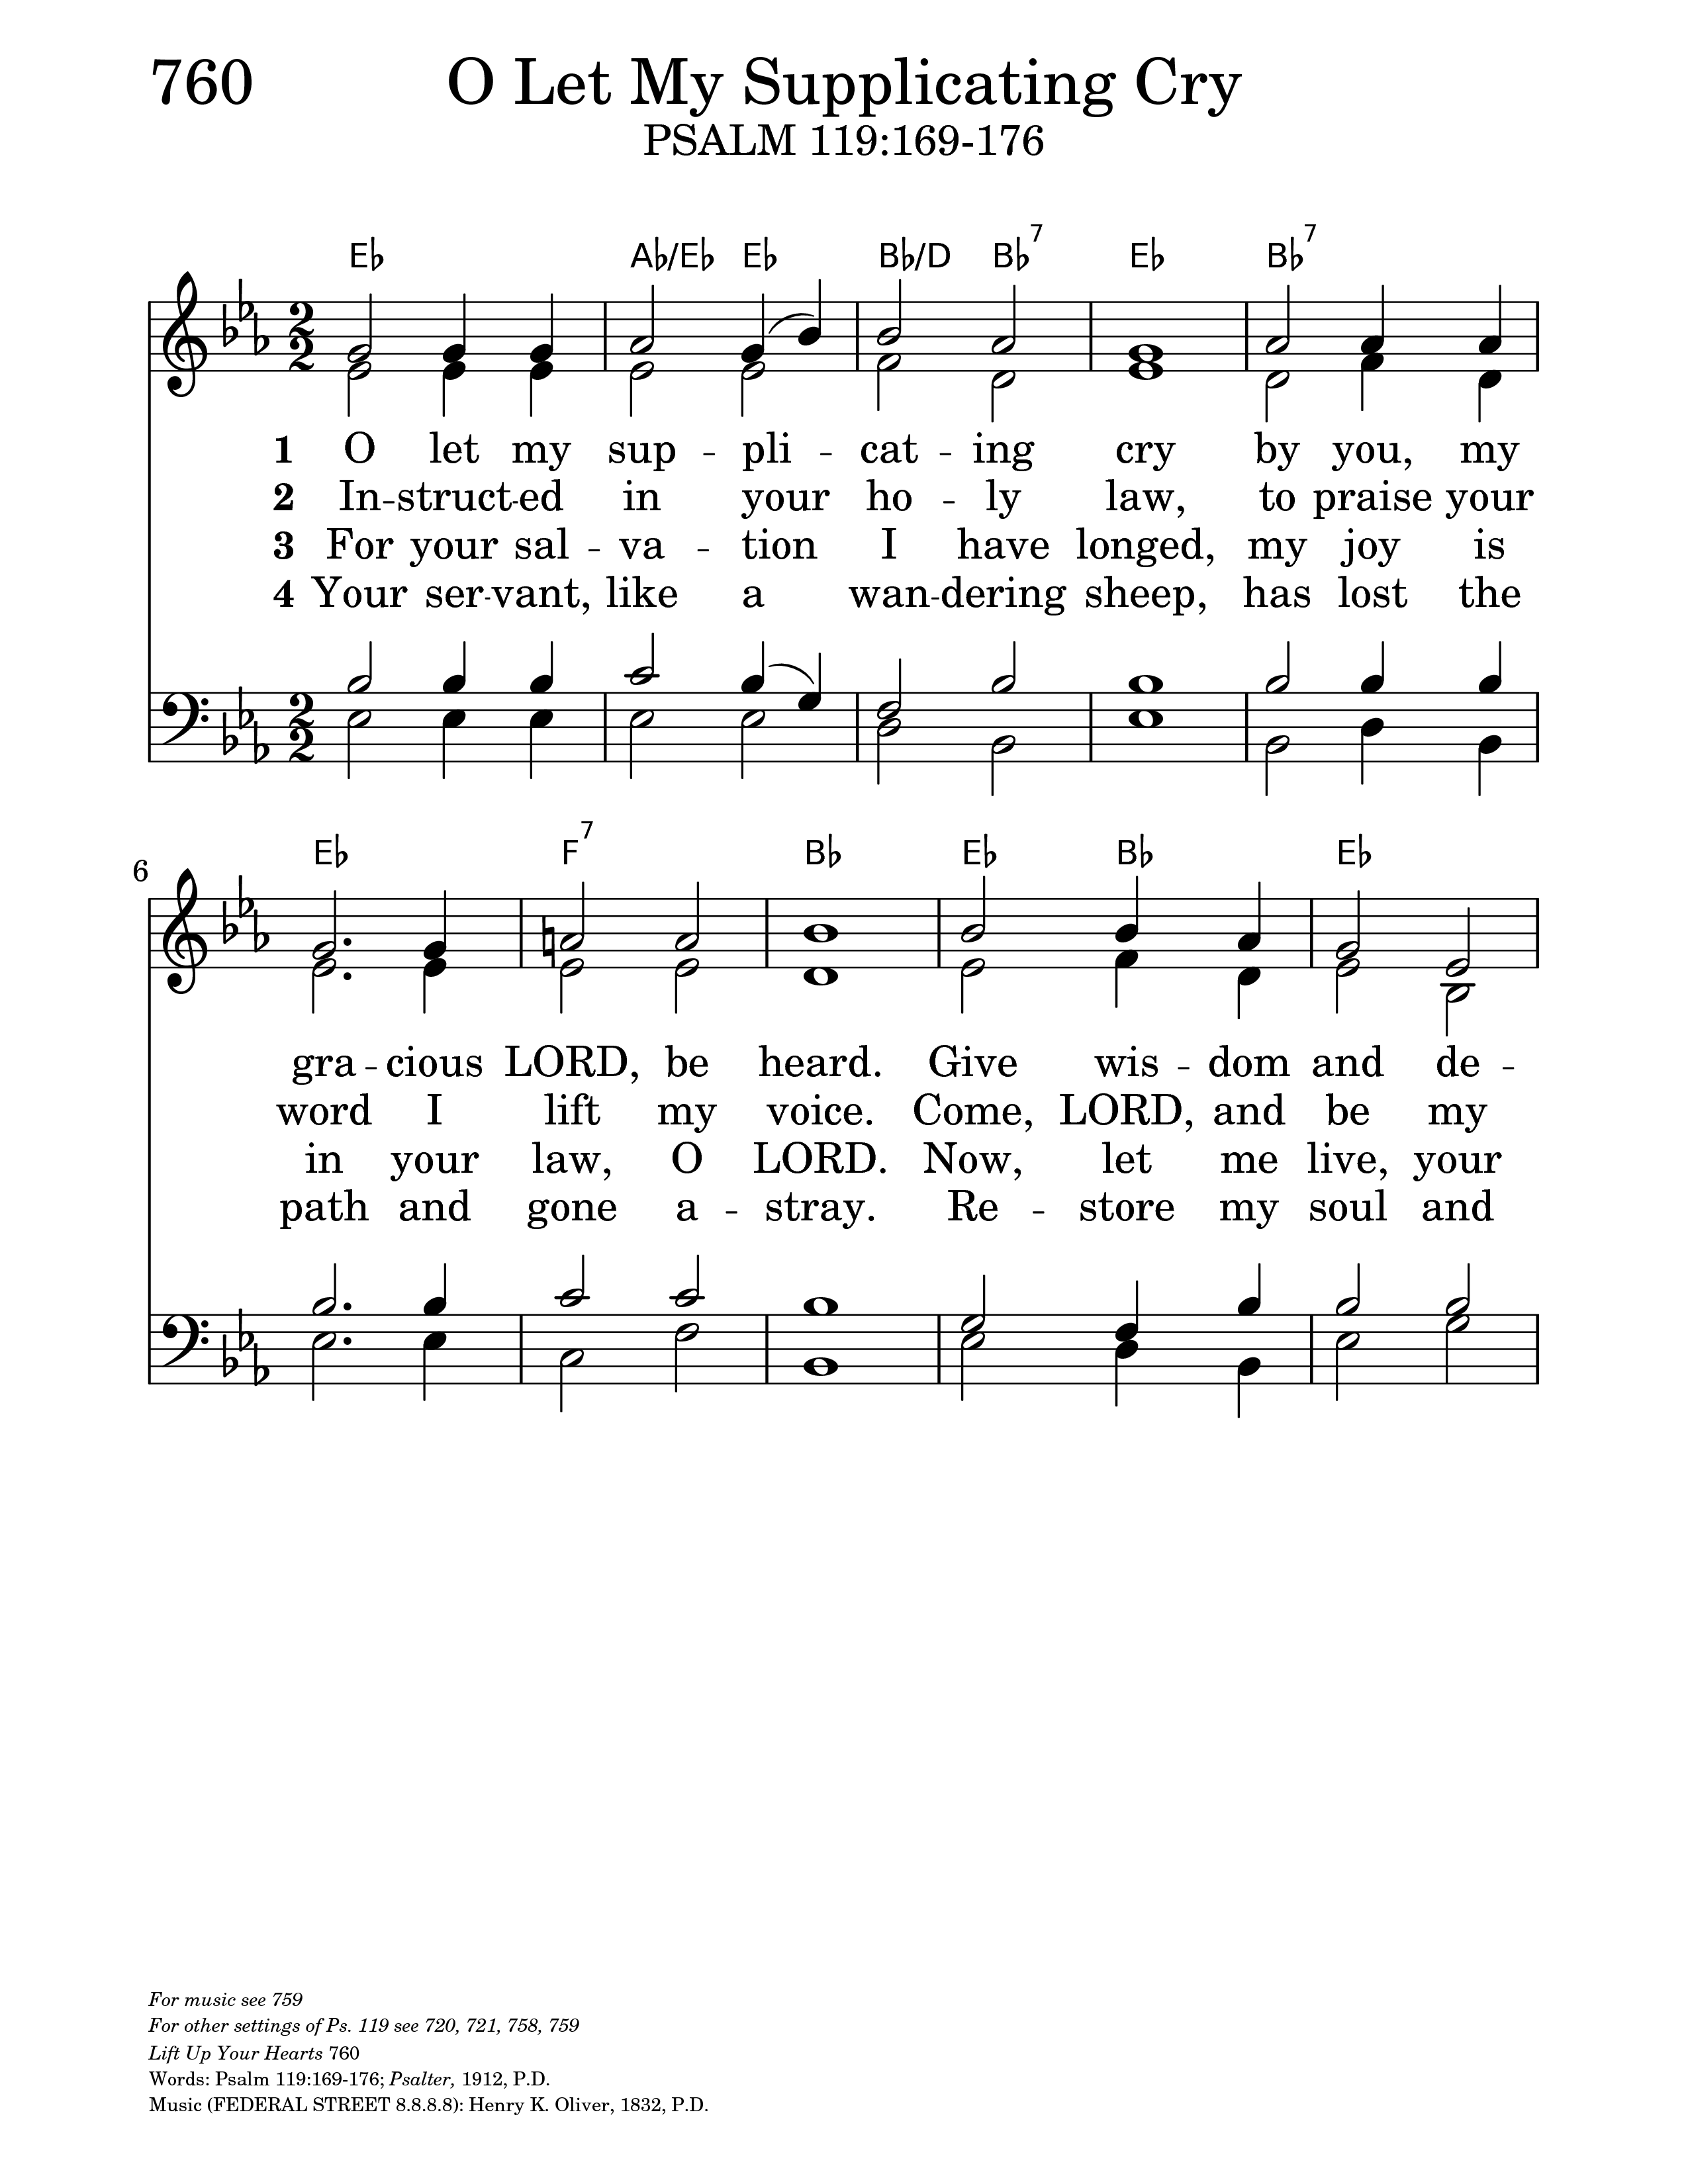 760 O Let My Supplicating Cry
PSALM 119:169-176
E♭ A♭/E♭ E♭ B♭/D B♭7 E♭ B♭7
1 O let my sup -- pli -- cat -- ing cry by you, my
2 In -- struct -- ed in your ho -- ly law, to praise your
3 For your sal -- va -- tion I have longed, my joy is
4 Your ser -- vant, like a wan -- dering sheep, has lost the
E♭ F7 B♭ E♭ B♭ E♭
6
gra -- cious LORD, be heard. Give wis -- dom and de --
word I lift my voice. Come, LORD, and be my
in your law, O LORD. Now, let me live, your
path and gone a -- stray. Re -- store my soul and
For music see 759
For other settings of Ps. 119 see 720, 721, 758, 759
Lift Up Your Hearts 760
Words: Psalm 119:169-176; Psalter, 1912, P.D.
Music (FEDERAL STREET 8.8.8.8): Henry K. Oliver, 1832, P.D.